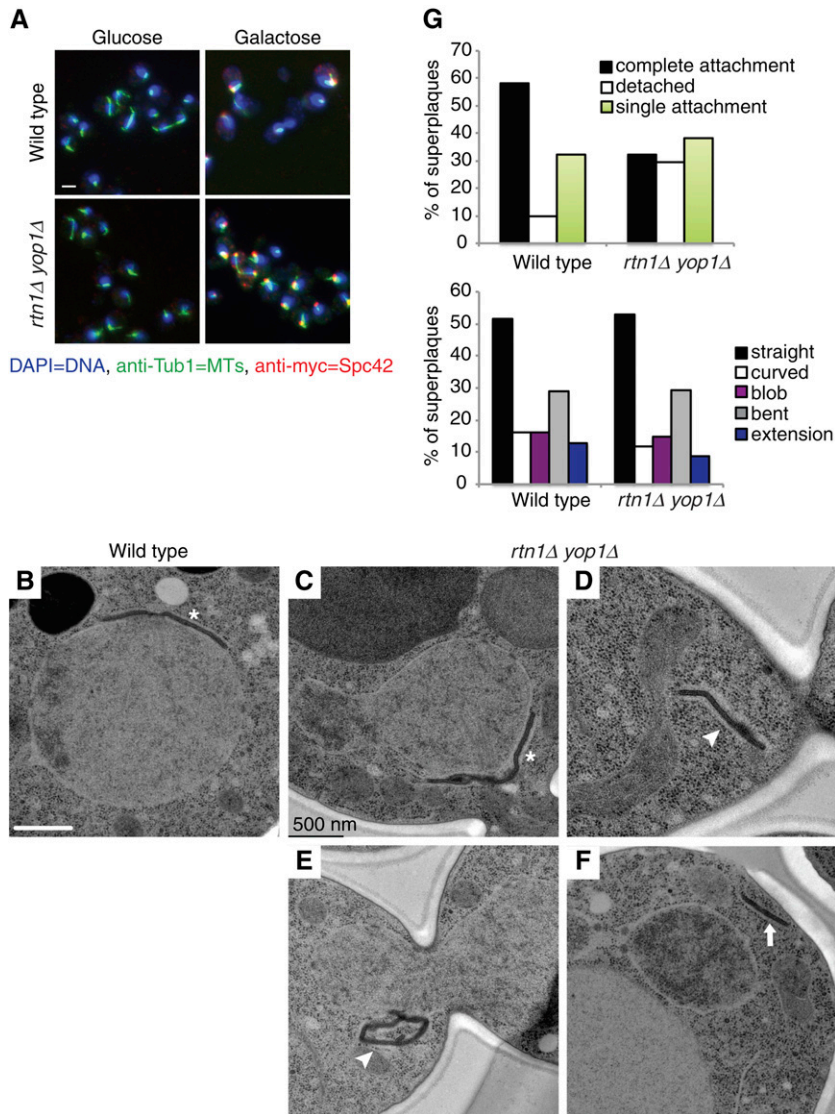 A
Glucose
Galactose
Wild type
rtn1Δ yop1Δ
DAPI=DNA, anti-Tub1=MTs, anti-myc=Spc42
G
% of superplaques
70
60
50
40
30
20
10
0
complete attachment
detached
single attachment
Wild type
rtn1Δ yop1Δ
% of superplaques
60
50
40
30
20
10
0
straight
curved
blob
bent
extension
Wild type
rtn1Δ yop1Δ
Wild type
rtn1Δ yop1Δ
B
*
C
*
500 nm
D
E
F